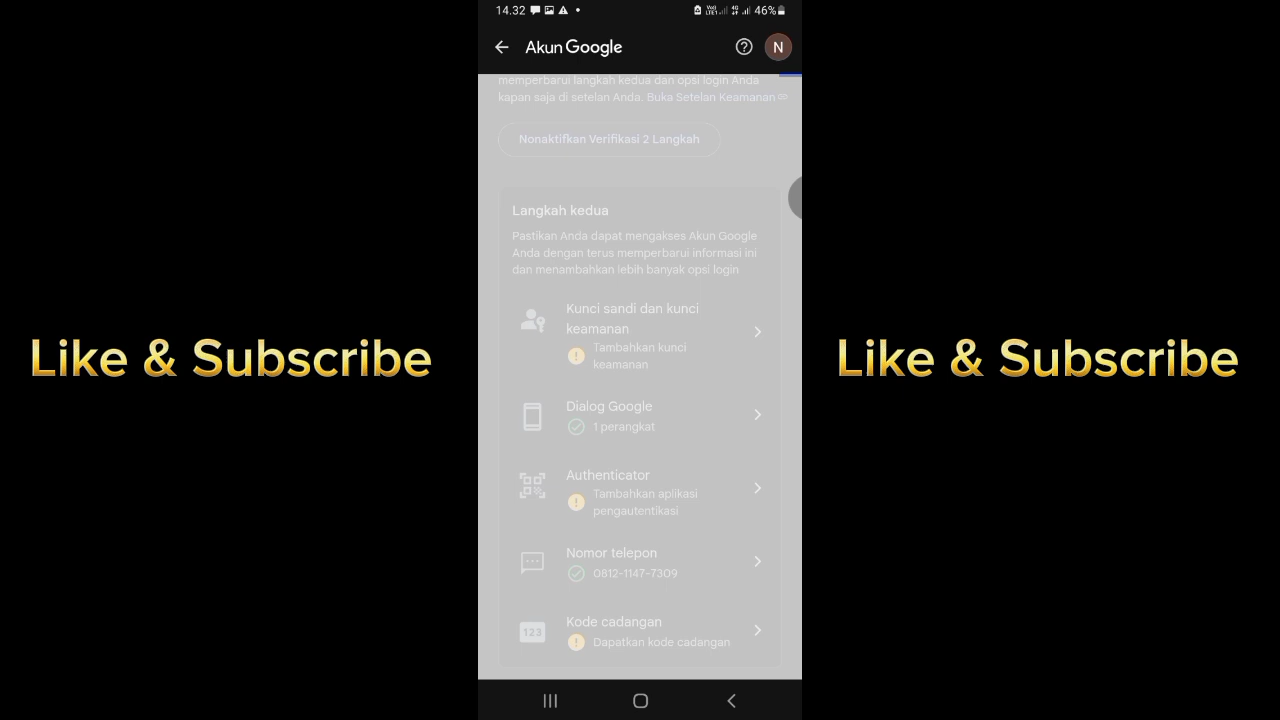 14.32
46%
Akun Google
N
memperbarui langkah kedua dan opsi login Anda
kapan saja di setelan Anda. Buka Setelan Keamanan
Nonaktifkan Verifikasi 2 Langkah
Langkah kedua
Pastikan Anda dapat mengakses Akun Google
Anda dengan terus memperbarui informasi ini
dan menambahkan lebih banyak opsi login
Kunci sandi dan kunci
keamanan
Tambahkan kunci
keamanan
Dialog Google
1 perangkat
Authenticator
Tambahkan aplikasi
pengautentikasi
Nomor telepon
0812-1147-7309
123
Kode cadangan
Dapatkan kode cadangan
Like & Subscribe
Like & Subscribe